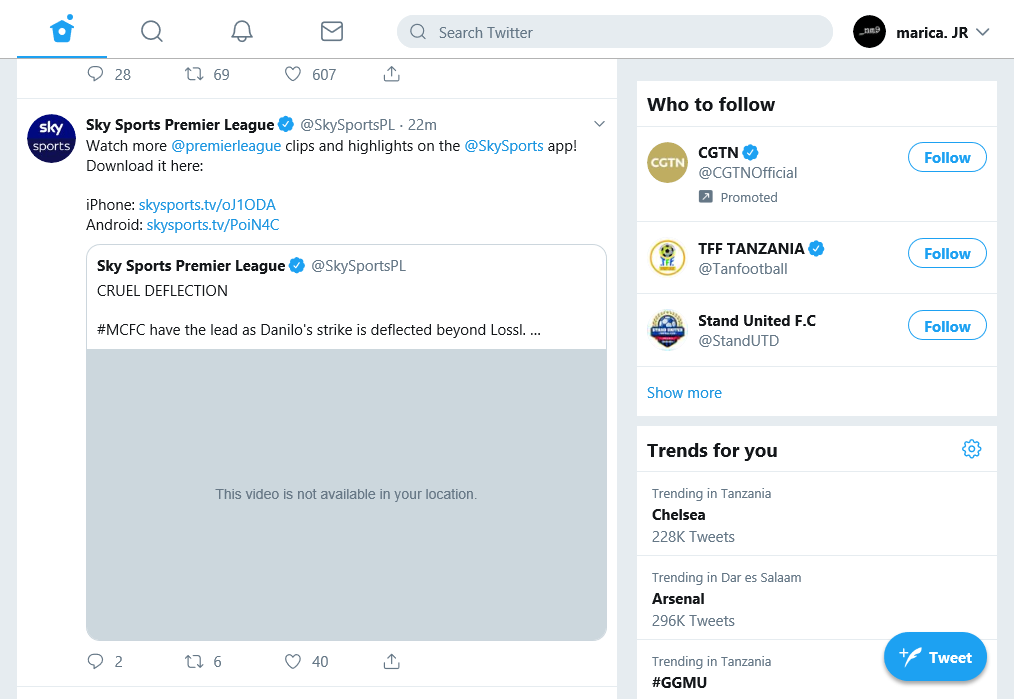 Search Twitter
_nm9
marica. JR
28
69
607
sky
sports
Sky Sports Premier League @SkySportsPL · 22m
Watch more @premierleague clips and highlights on the @SkySports app!
Download it here:
iPhone: skysports.tv/oJ1ODA
Android: skysports.tv/PoiN4C
Sky Sports Premier League @SkySportsPL
CRUEL DEFLECTION
#MCFC have the lead as Danilo's strike is deflected beyond Lossl. ...
This video is not available in your location.
2
6
40
Who to follow
CGTN
CGTN
@CGTNOfficial
Promoted
Follow
TFF
TFF TANZANIA
@Tanfootball
Follow
Stand United F.C
@StandUTD
Follow
Show more
Trends for you
Trending in Tanzania
Chelsea
228K Tweets
Trending in Dar es Salaam
Arsenal
296K Tweets
Trending in Tanzania
#GGMU
Tweet